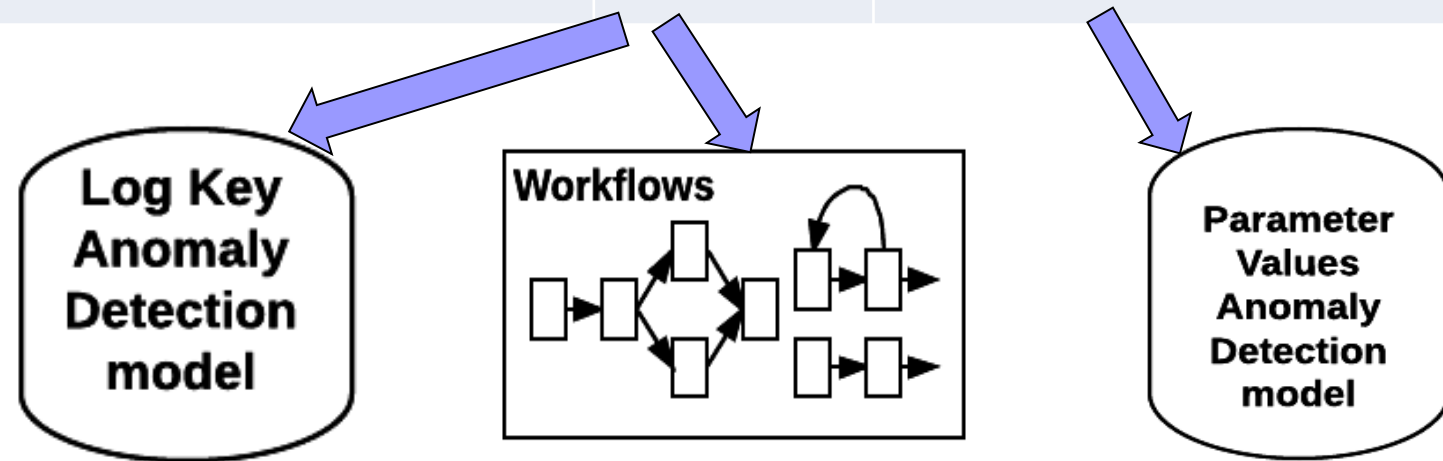 Log Key
Anomaly
Detection
model
Workflows
Parameter
Values
Anomaly
Detection
model